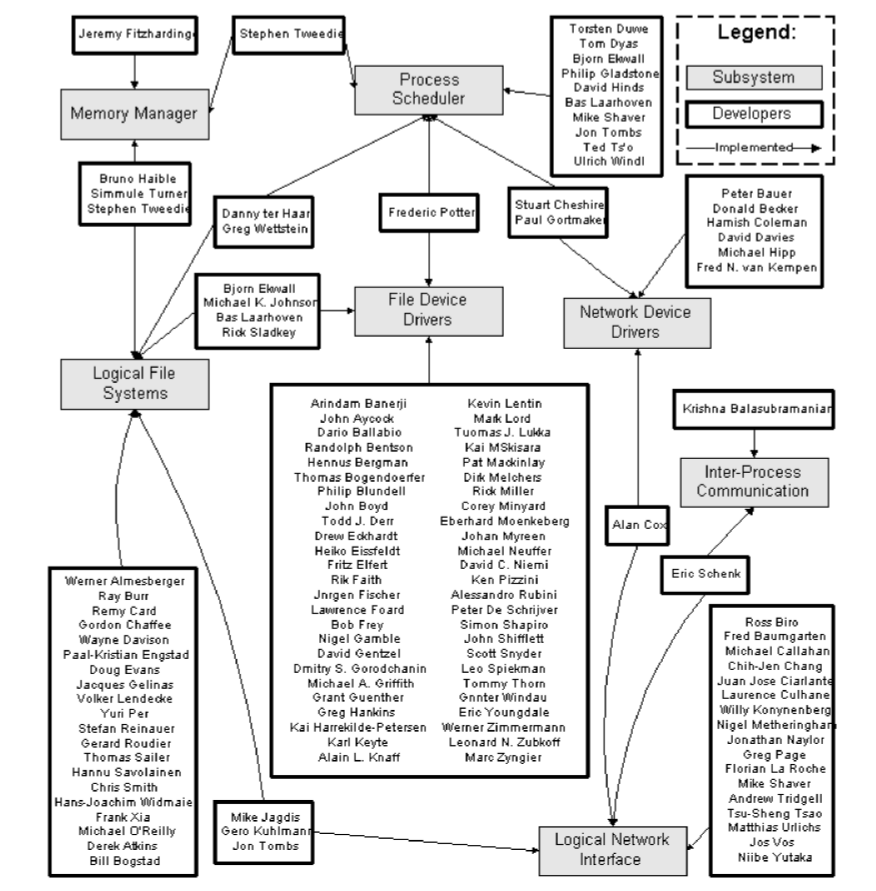 Jeremy Fitzharding
Stephen Tweedie
Torsten Duwe
Tom Dyas
Bjorn Ekwall
Philip Gladstone
David Hinds
Bas Laarhoven
Mike Shaver
Jon Tombs
Ted Ts'o
Ulrich Windl
Legend:
Subsystem
Developers
Implemented
Process
Scheduler
Memory Manager
Bruno Haible
Simmule Turner
Stephen Tweedie
Danny ter Haar
Greg Wettstein
Frederic Potter
Stuart Cheshire
Paul Gortmaker
Peter Bauer
Donald Becker
Hamish Coleman
David Davies
Michael Hipp
Fred N. van Kempen
Bjorn Ekwall
Michael K. Johnson
Bas Laarhoven
Rick Sladkey
File Device
Drivers
Network Device
Drivers
Logical File
Systems
Arindam Banerji
John Aycock
Dario Ballabio
Randolph Bentson
Hennus Bergman
Thomas Bogendoerfer
Philip Blundell
John Boyd
Todd J. Derr
Drew Eckhardt
Heiko Eissfeldt
Fritz Elfert
Rik Faith
Jnrgen Fischer
Lawrence Foard
Bob Frey
Nigel Gamble
David Gentzel
Dmitry S. Gorodchanin
Michael A. Griffith
Grant Guenther
Greg Hankins
Kai Harrekilde-Petersen
Karl Keyte
Alain L. Knaff
Kevin Lentin
Mark Lord
Tuomas J. Lukka
Kai MSkisara
Pat Mackinlay
Dirk Melchers
Rick Miller
Corey Minyard
Eberhard Moenkeberg
Johan Myreen
Michael Neuffer
David C. Niemi
Ken Pizzini
Alessandro Rubini
Peter De Schrijver
Simon Shapiro
John Shifflett
Scott Snyder
Leo Spiekman
Tommy Thorn
Gnnter Windau
Eric Youngdale
Werner Zimmermann
Leonard N. Zubkoff
Marc Zyngier
Krishna Balasubramanian
Inter-Process
Communication
Alan Cox
Eric Schenk
Werner Almesberger
Ray Burr
Remy Card
Gordon Chaffee
Wayne Davison
Paal-Kristian Engstad
Doug Evans
Jacques Gelinas
Volker Lendecke
Yuri Per
Stefan Reinauer
Gerard Roudier
Thomas Sailer
Hannu Savolainen
Chris Smith
Hans-Joachim Widmaie
Frank Xia
Michael O'Reilly
Derek Atkins
Bill Bogstad
Ross Biro
Fred Baumgarten
Michael Callahan
Chih-Jen Chang
Juan Jose Ciarlante
Laurence Culhane
Willy Konynenberg
Nigel Metheringham
Jonathan Naylor
Greg Page
Florian La Roche
Mike Shaver
Andrew Tridgell
Tsu-Sheng Tsao
Matthias Urlichs
Jos Vos
Niibe Yutaka
Mike Jagdis
Gero Kuhlmann
Jon Tombs
Logical Network
Interface